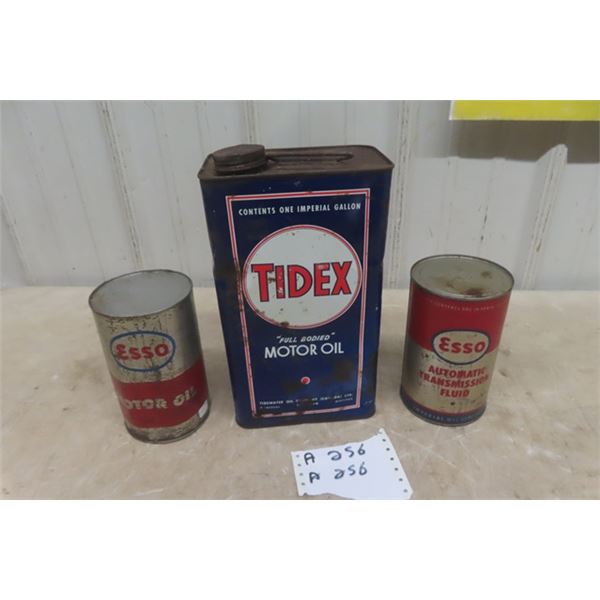 CONTENTS ONE IMPERIAL GALLON
TIDEX
"FULL BODIED"
MOTOR OIL
Esso
MOTOR OIL
Esso
AUTOMATIC
TRANSMISSION
FLUID
A 256
A 256